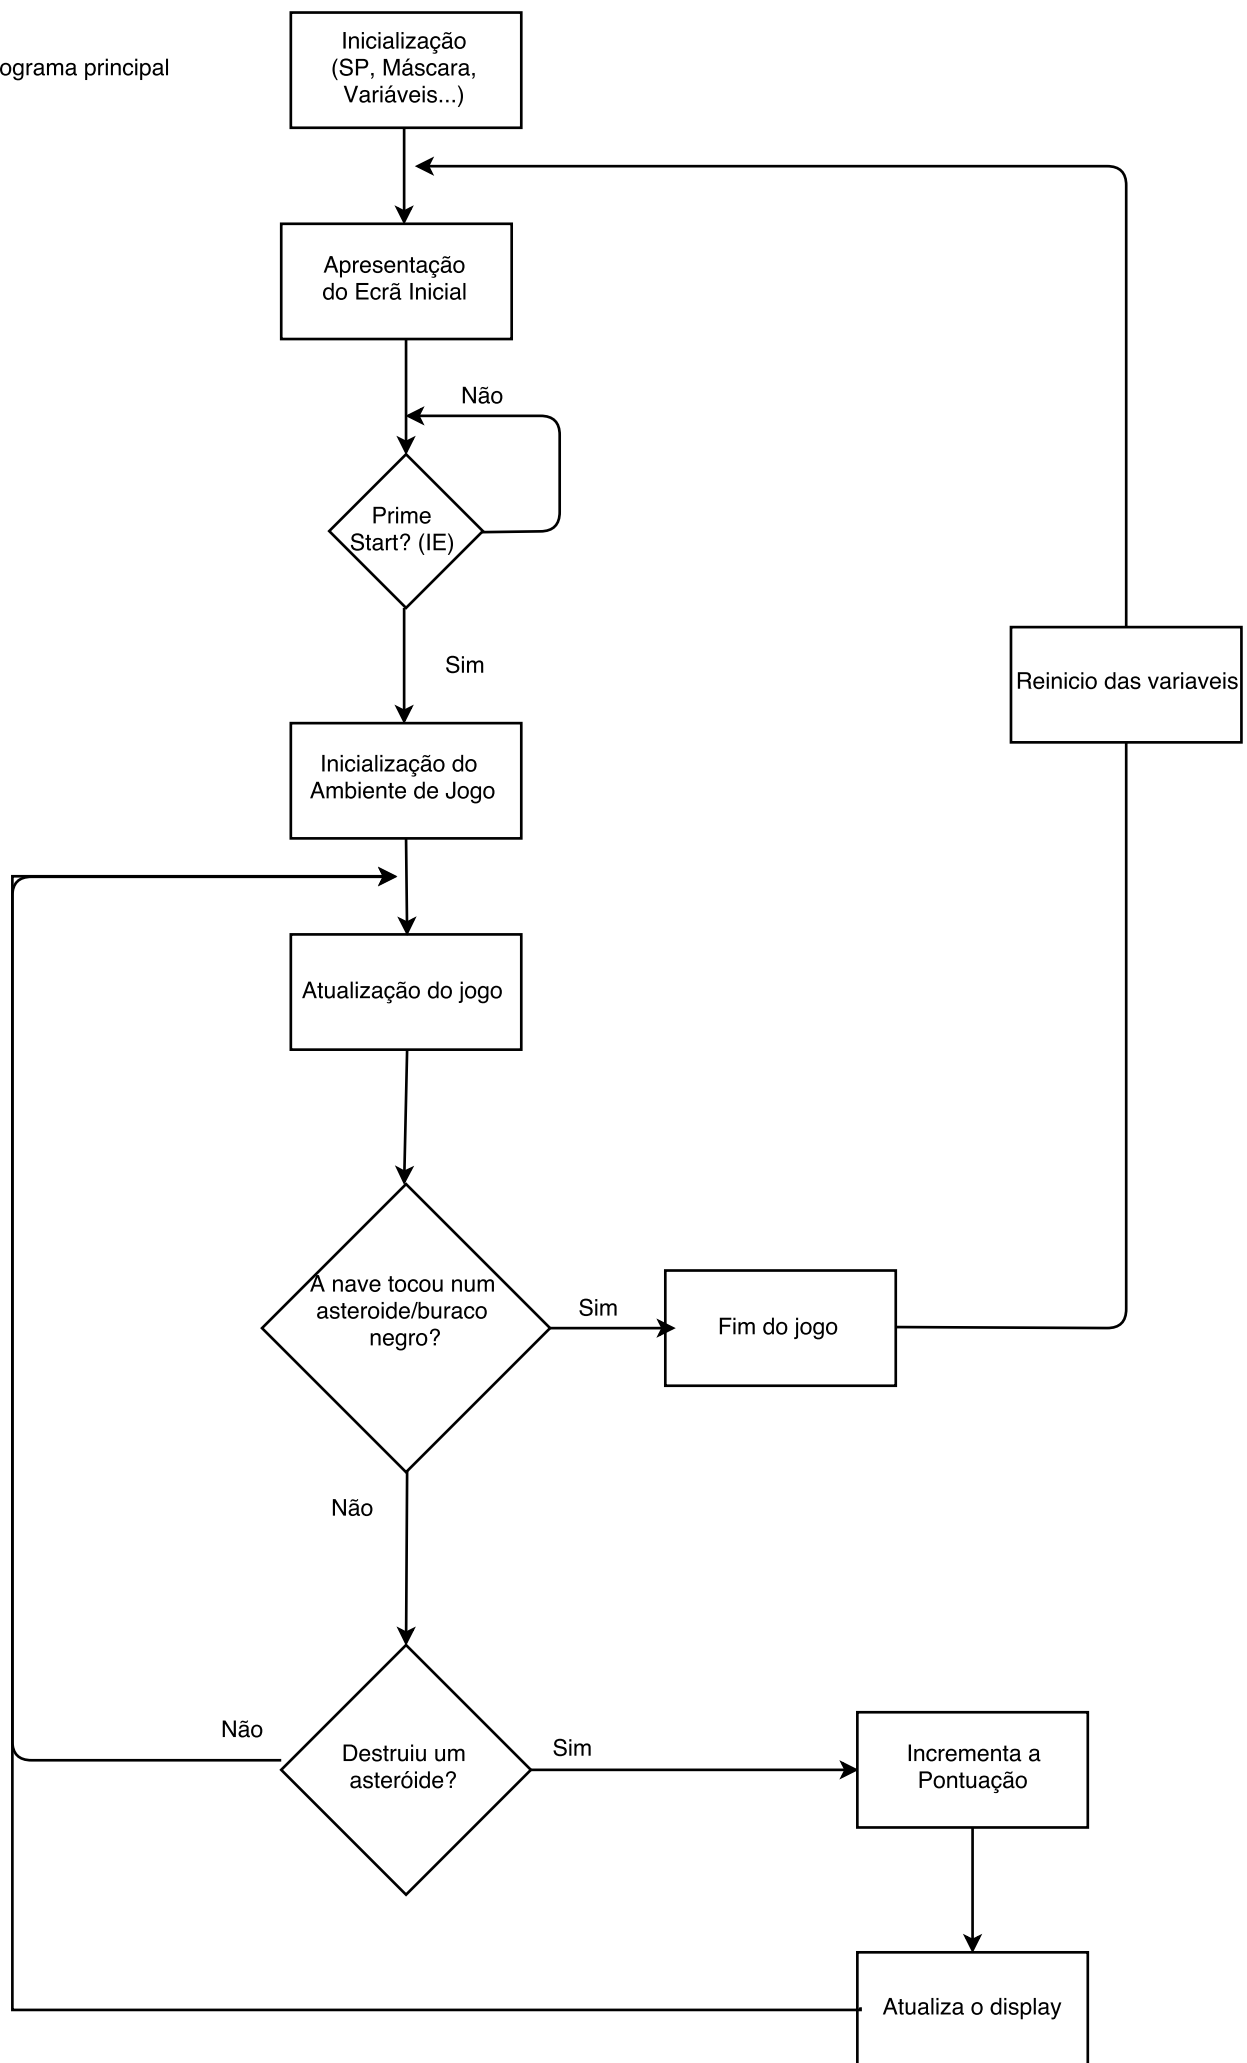 ograma principal
Inicialização
(SP, Máscara,
Variáveis...)
Apresentação
do Ecrã Inicial
Não
Prime
Start? (IE)
Sim
Reinicio das variaveis
Inicialização do
Ambiente de Jogo
Atualização do jogo
A nave tocou num
asteroide/buraco
negro?
Sim
Fim do jogo
Não
Não
Destruiu um
asteróide?
Sim
Incrementa a
Pontuação
Atualiza o display